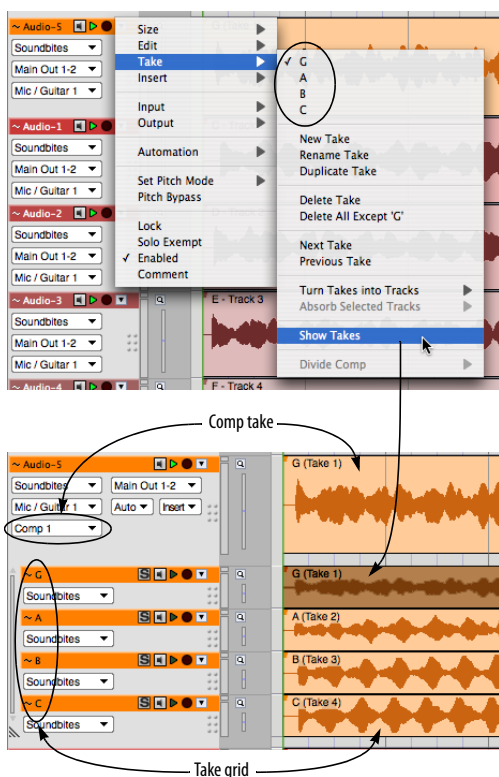 ~ Audio-5
Soundbites
Main Out 1-2
Mic / Guitar 1
~ Audio-1
Soundbites
Main Out 1-2
Mic / Guitar 1
~ Audio-2
Soundbites
Main Out 1-2
Mic / Guitar 1
~ Audio-3
Soundbites
Main Out 1-2
Mic / Guitar 1
~ Audio-4
Size
Edit
Take
Insert
Input
Output
Automation
Set Pitch Mode
Pitch Bypass
Lock
Solo Exempt
✓ Enabled
Comment
✓ G
A
B
C
New Take
Rename Take
Duplicate Take
Delete Take
Delete All Except 'G'
Next Take
Previous Take
Turn Takes into Tracks
Absorb Selected Tracks
Show Takes
Divide Comp
E - Track 3
F - Track 4
Comp take
~ Audio-5
Soundbites
Main Out 1-2
Mic / Guitar 1
Auto
Insert
Comp 1
G (Take 1)
~ G
S
Soundbites
G (Take 1)
~ A
S
Soundbites
A (Take 2)
~ B
S
Soundbites
B (Take 3)
~ C
S
Soundbites
C (Take 4)
Take grid